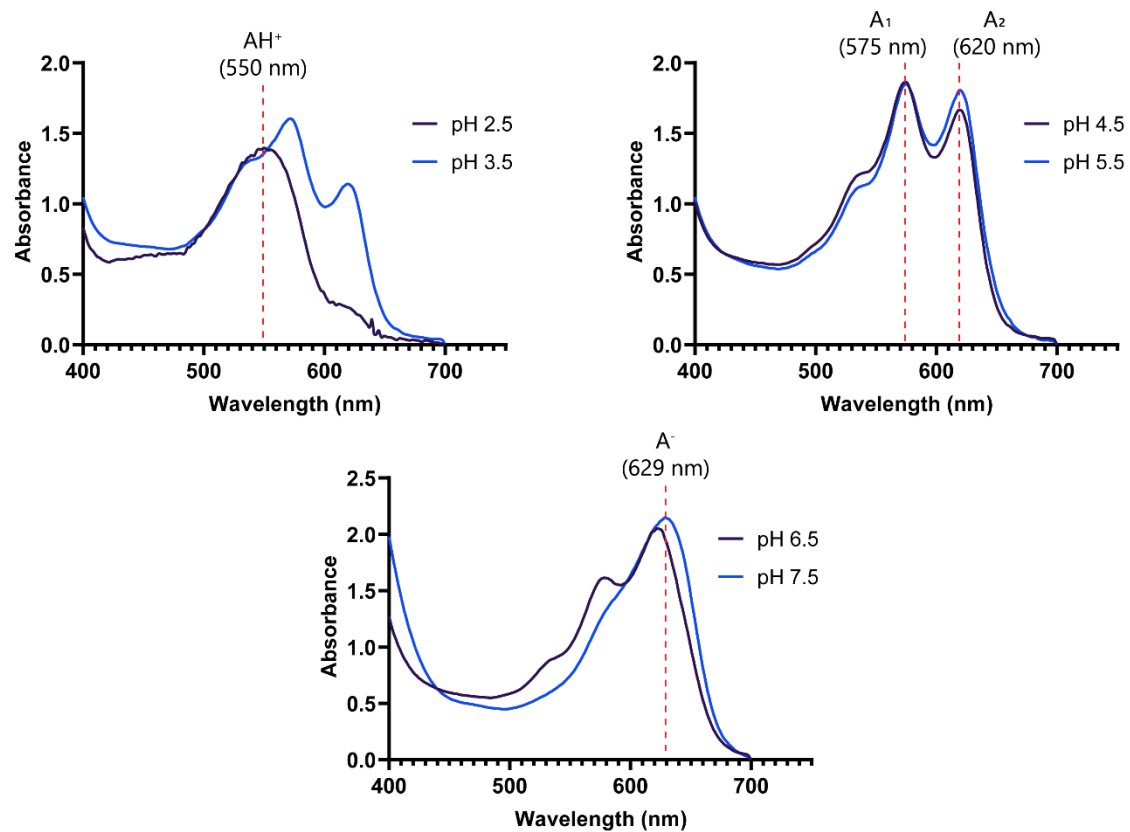 AH⁺
(550 nm)
2.0
1.5
1.0
0.5
0.0
Absorbance
400
500
600
700
Wavelength (nm)
pH 2.5
pH 3.5
A₁
(575 nm)
A₂
(620 nm)
2.0
1.5
1.0
0.5
0.0
Absorbance
400
500
600
700
Wavelength (nm)
pH 4.5
pH 5.5
A⁻
(629 nm)
2.5
2.0
1.5
1.0
0.5
0.0
Absorbance
400
500
600
700
Wavelength (nm)
pH 6.5
pH 7.5